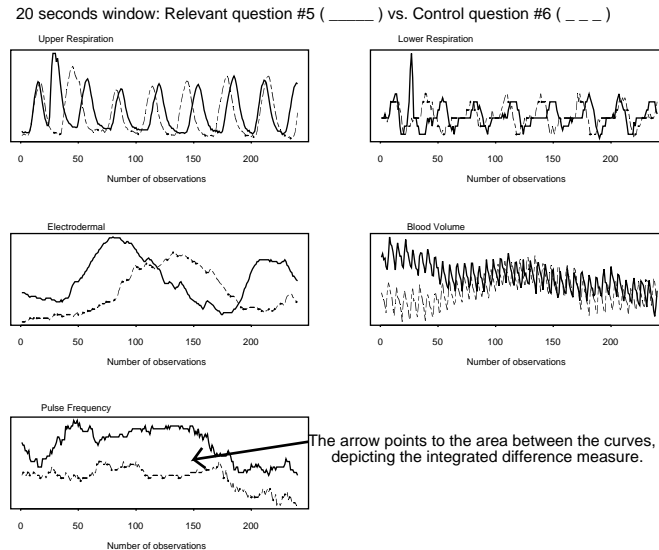 20 seconds window: Relevant question #5 ( _____ ) vs. Control question #6 ( _ _ _ )
Upper Respiration
0 50 100 150 200
Number of observations
Lower Respiration
0 50 100 150 200
Number of observations
Electrodermal
0 50 100 150 200
Number of observations
Blood Volume
0 50 100 150 200
Number of observations
Pulse Frequency
The arrow points to the area between the curves,
depicting the integrated difference measure.
0 50 100 150 200
Number of observations